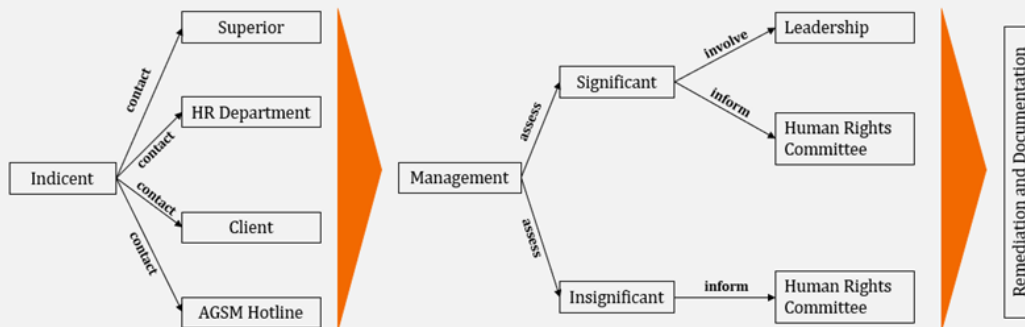 Superior
contact
HR Department
contact
Indicent
contact
Client
contact
AGSM Hotline
Management
assess
Significant
involve
Leadership
inform
Human Rights
Committee
assess
Insignificant
inform
Human Rights
Committee
Remediation and Documentation